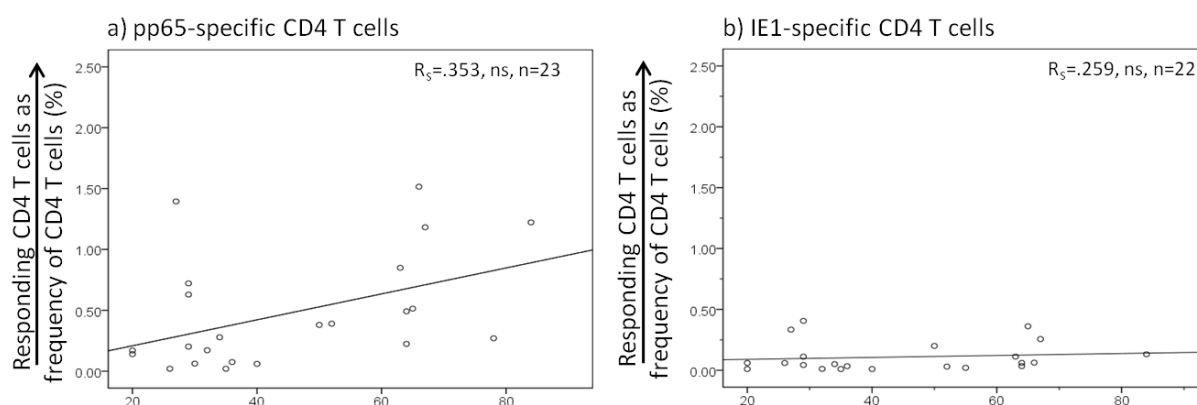 a) pp65-specific CD4 T cells
Responding CD4 T cells as
frequency of CD4 T cells (%)
2.50
2.00
1.50
1.00
0.50
0.00
R_S=.353, ns, n=23
20
40
60
80
b) IE1-specific CD4 T cells
Responding CD4 T cells as
frequency of CD4 T cells (%)
2.50
2.00
1.50
1.00
0.50
0.00
R_S=.259, ns, n=22
20
40
60
80